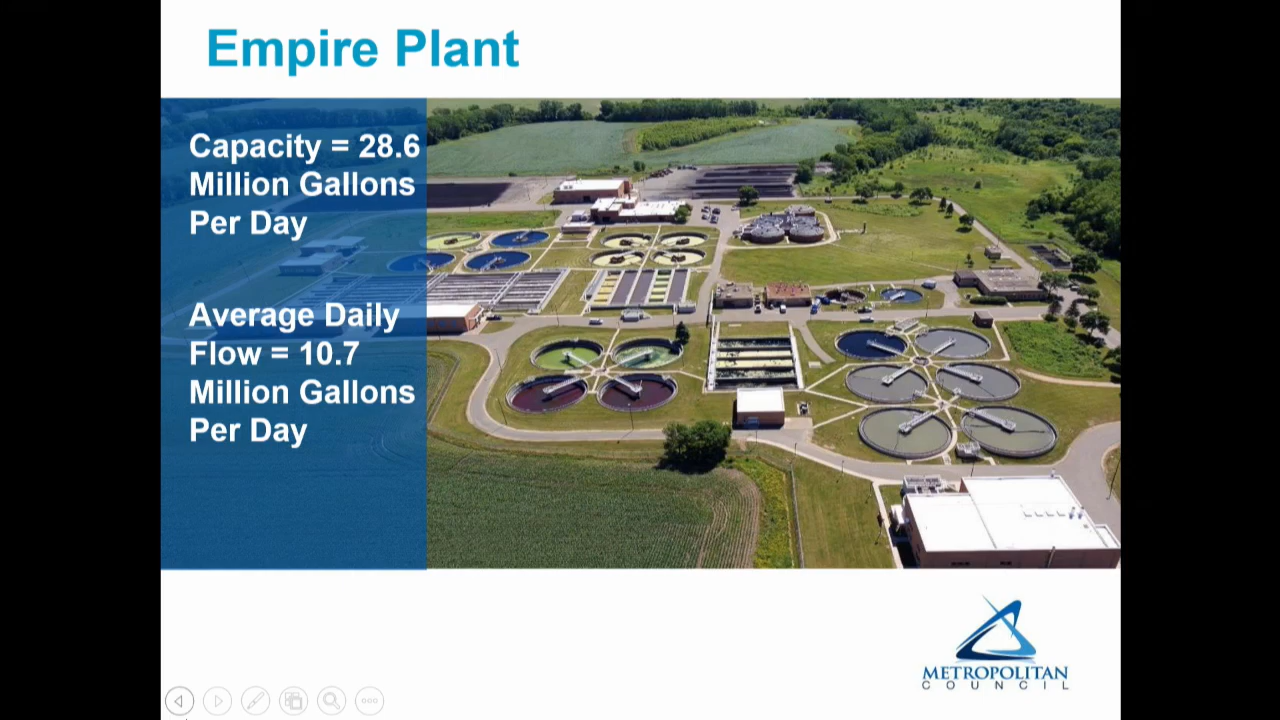 Empire Plant
Capacity = 28.6
Million Gallons
Per Day
Average Daily
Flow = 10.7
Million Gallons
Per Day
METROPOLITAN
COUNCIL